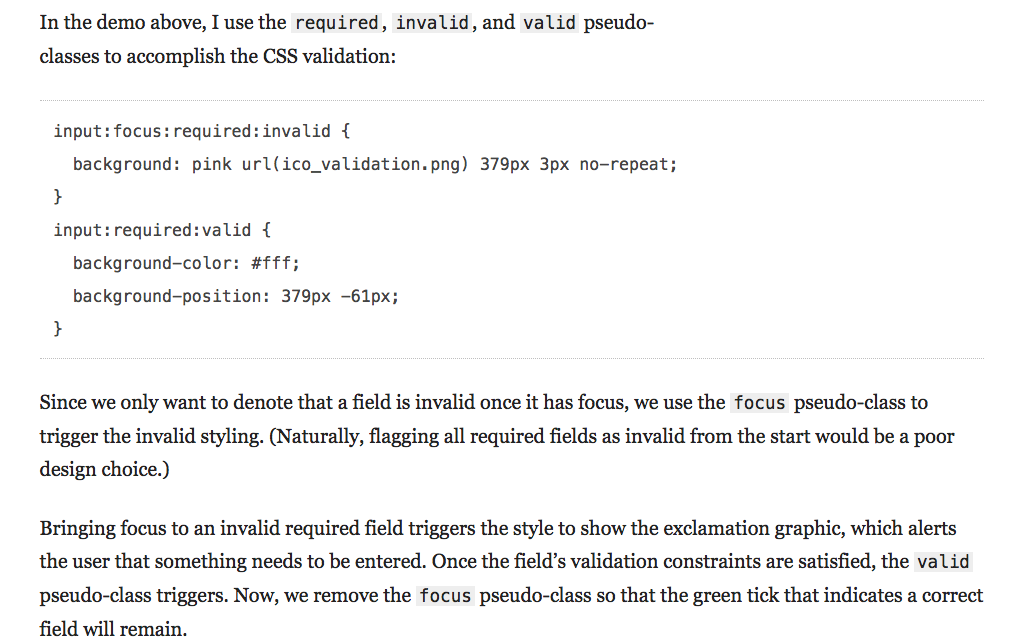 In the demo above, I use the required, invalid, and valid pseudo-
classes to accomplish the CSS validation:
input:focus:required:invalid {
  background: pink url(ico_validation.png) 379px 3px no-repeat;
}
input:required:valid {
  background-color: #fff;
  background-position: 379px -61px;
}
Since we only want to denote that a field is invalid once it has focus, we use the focus pseudo-class to
trigger the invalid styling. (Naturally, flagging all required fields as invalid from the start would be a poor
design choice.)
Bringing focus to an invalid required field triggers the style to show the exclamation graphic, which alerts
the user that something needs to be entered. Once the field’s validation constraints are satisfied, the valid
pseudo-class triggers. Now, we remove the focus pseudo-class so that the green tick that indicates a correct
field will remain.